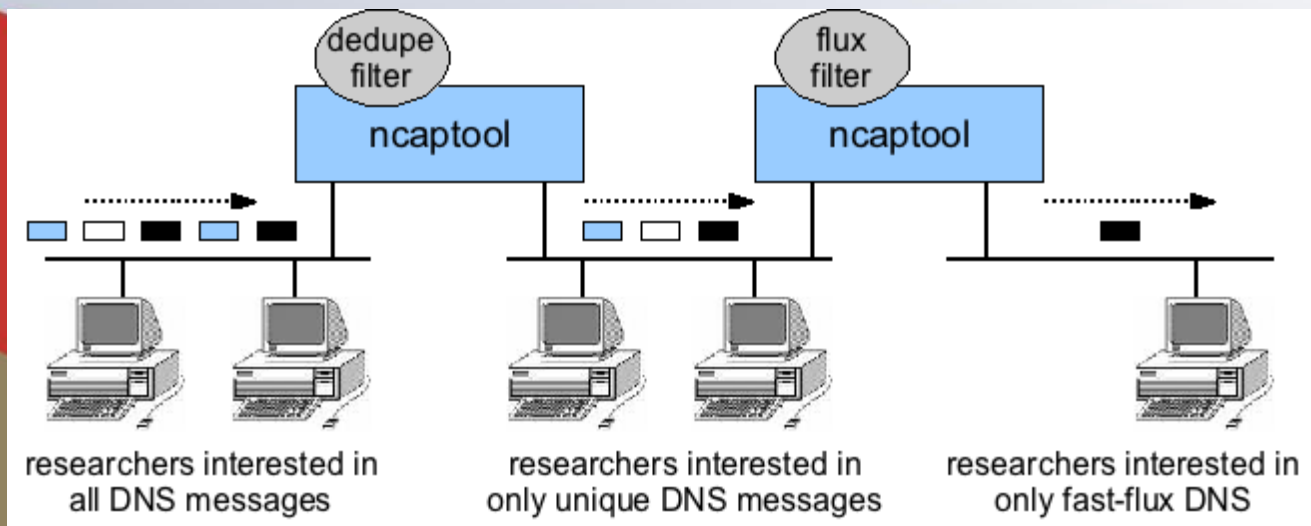 dedupe
filter
ncaptool
flux
filter
ncaptool
researchers interested in
all DNS messages
researchers interested in
only unique DNS messages
researchers interested in
only fast-flux DNS